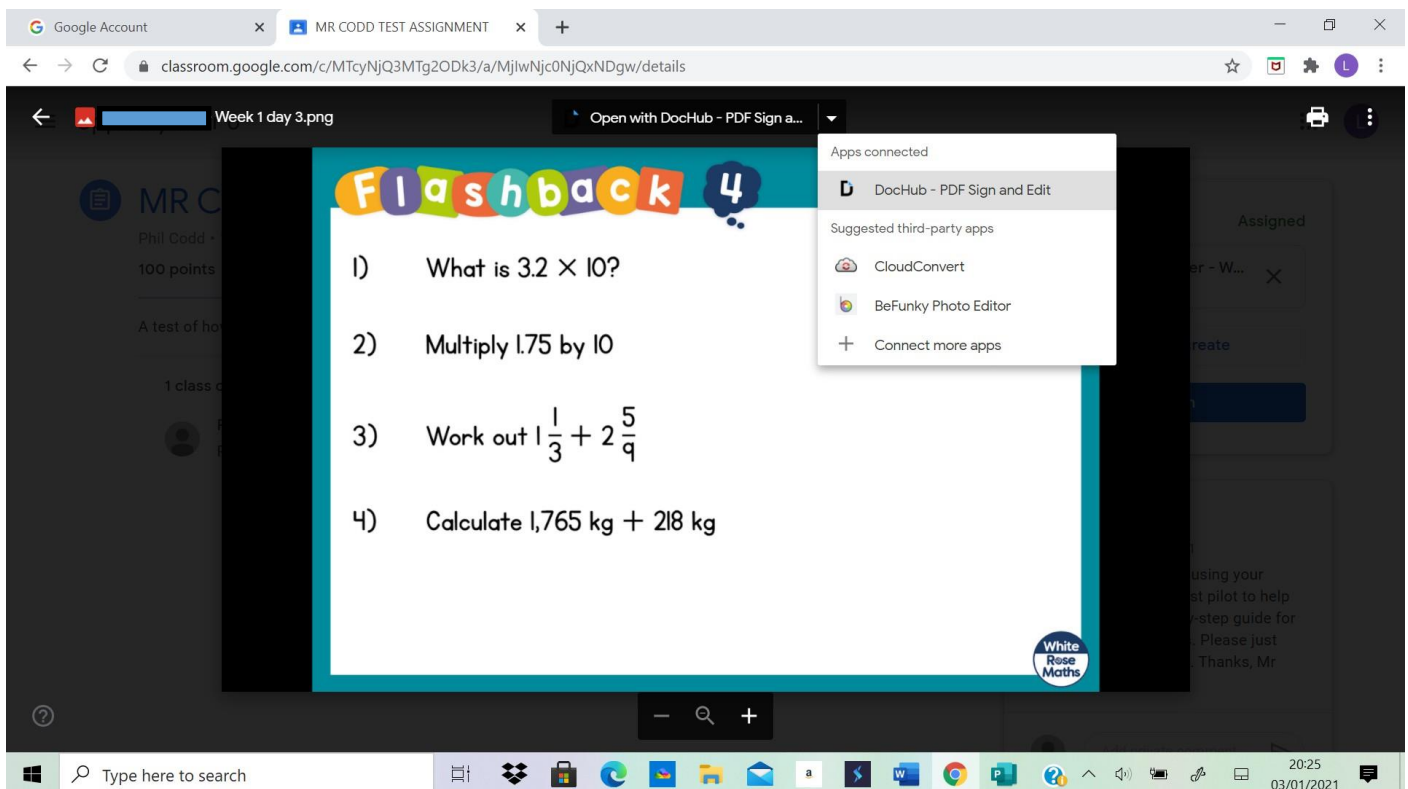 Google Account
MR CODD TEST ASSIGNMENT
classroom.google.com/c/MTcyNjQ3MTg2ODk3/a/MjIwNjc0NjQxNDgw/details
Week 1 day 3.png
Open with DocHub - PDF Sign a...
Apps connected
DocHub - PDF Sign and Edit
Suggested third-party apps
CloudConvert
BeFunky Photo Editor
Connect more apps
Flashback 4
1) What is 3.2 × 10?
2) Multiply 1.75 by 10
3) Work out 1 1/3 + 2 5/9
4) Calculate 1,765 kg + 218 kg
White
Rose
Maths
MR C
Phil Codd •
100 points
A test of ho
1 class c
Assigned
er - W...
reate
using your
st pilot to help
-step guide for
. Please just
. Thanks, Mr
Type here to search
20:25
03/01/2021